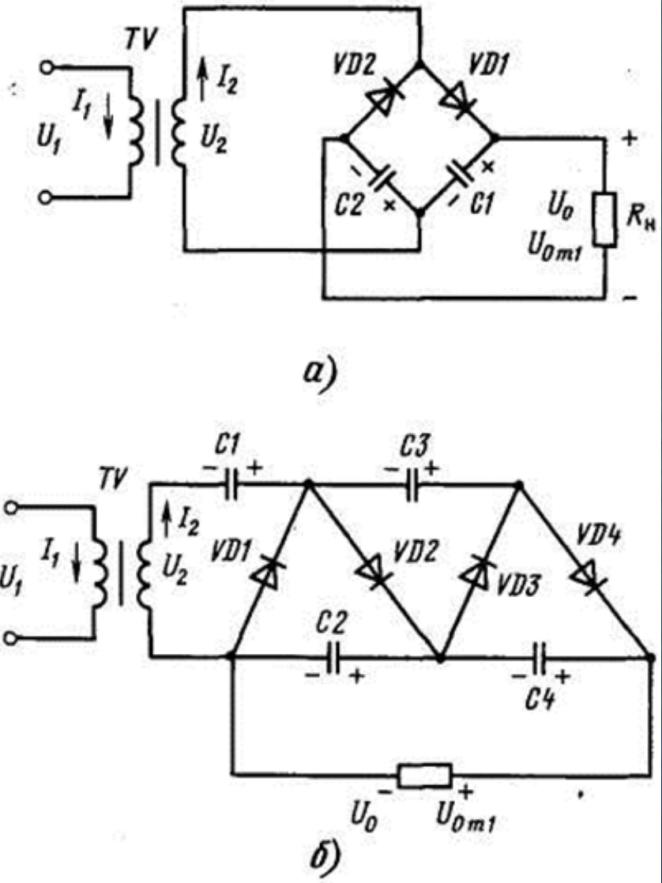 TV
VD2 VD1
I₁ I₂
U₁ U₂
+
- × - ×
C2 C1
U₀ Rн
U₀m1
-
а)
C1 C3
- + - +
TV
I₁ I₂ VD1 VD2 VD3 VD4
U₁ U₂
C2
- + - +
C4
- +
U₀ U₀m1
б)